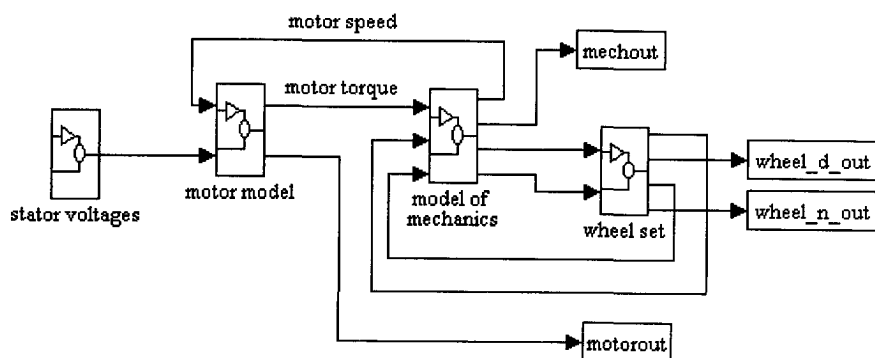 motor speed
mechout
motor torque
motor model
stator voltages
model of
mechanics
wheel set
wheel_d_out
wheel_n_out
motorout